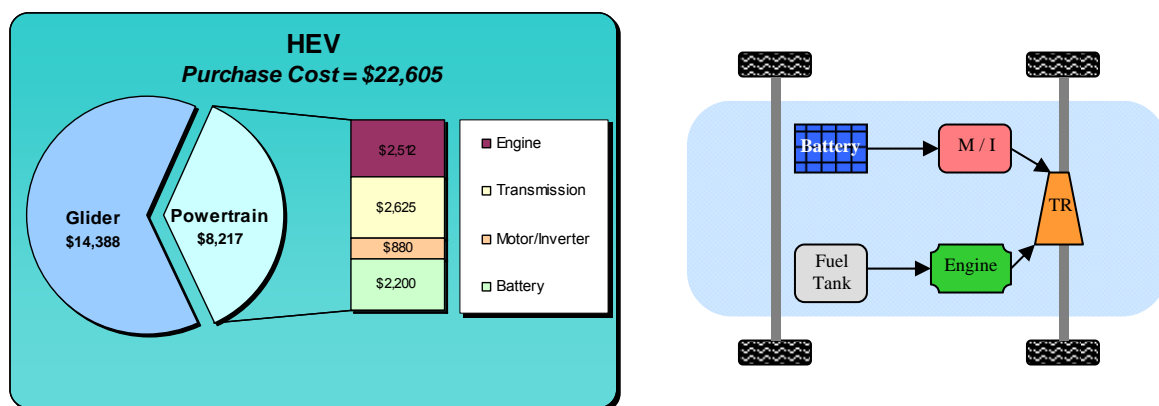 HEV
Purchase Cost = $22,605
Glider
$14,388
Powertrain
$8,217
$2,512
$2,625
$880
$2,200
Engine
Transmission
Motor/Inverter
Battery
Battery
M / I
TR
Fuel
Tank
Engine